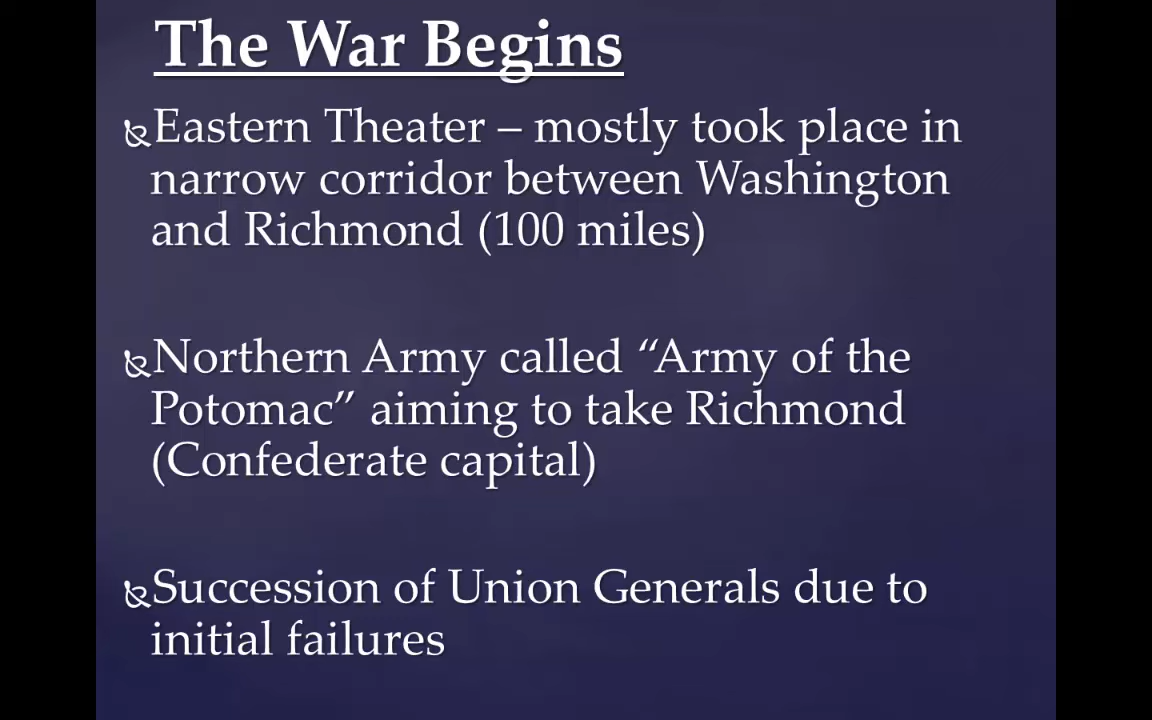 The War Begins
Eastern Theater – mostly took place in
narrow corridor between Washington
and Richmond (100 miles)
Northern Army called “Army of the
Potomac” aiming to take Richmond
(Confederate capital)
Succession of Union Generals due to
initial failures